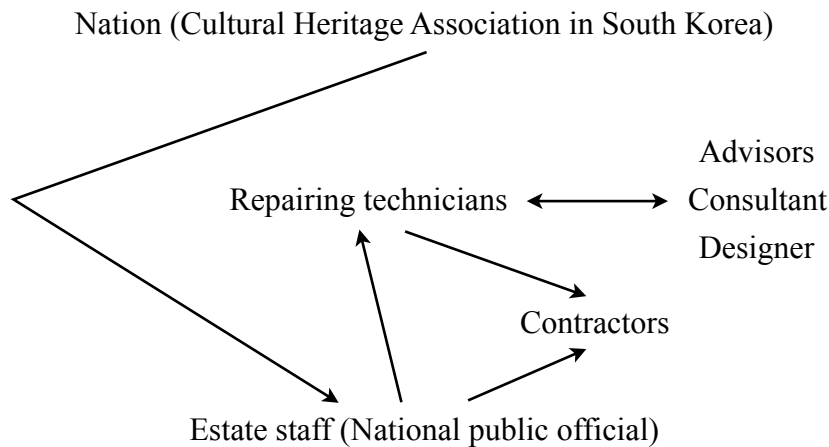 Nation (Cultural Heritage Association in South Korea)
Advisors
Repairing technicians
Consultant
Designer
Contractors
Estate staff (National public official)